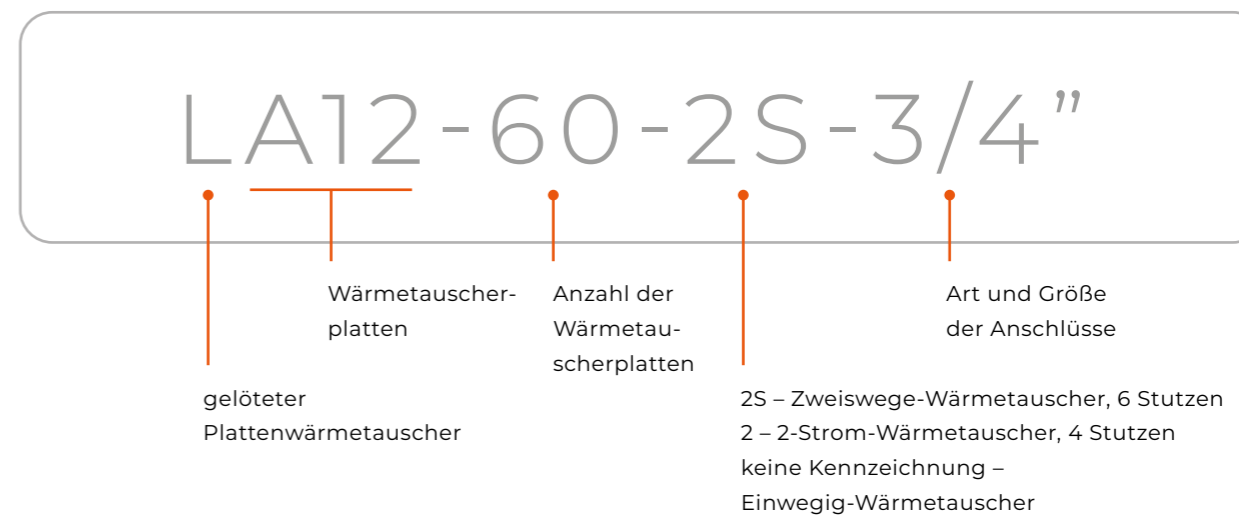 LA12-60-2S-3/4”
Wärmetauscher-
platten
Anzahl der
Wärmetau-
scherplatten
Art und Größe
der Anschlüsse
gelöteter
Plattenwärmetauscher
2S – Zweiswege-Wärmetauscher, 6 Stutzen
2 – 2-Strom-Wärmetauscher, 4 Stutzen
keine Kennzeichnung –
Einwegig-Wärmetauscher